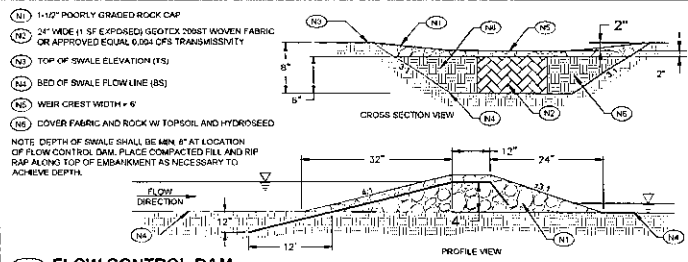 N1 1-1/2" POORLY GRADED ROCK CAP
N2 24" WIDE (1 SF EXPOSED) GEOTEX 200ST WOVEN FABRIC
OR APPROVED EQUAL 0.004 CFS TRANSMISSIVITY
N3 TOP OF SWALE ELEVATION (TS)
N4 BED OF SWALE FLOW LINE (BS)
N5 WEIR CREST WIDTH = 6'
N6 COVER FABRIC AND ROCK W/ TOPSOIL AND HYDROSEED
NOTE: DEPTH OF SWALE SHALL BE MIN. 8" AT LOCATION
OF FLOW CONTROL DAM. PLACE COMPACTED FILL AND RIP
RAP ALONG TOP OF EMBANKMENT AS NECESSARY TO
ACHIEVE DEPTH.
N3 N1 N4 N5 2"
8"
6"
2"
CROSS SECTION VIEW
N4 N2 N6
32" 12" 24"
FLOW
DIRECTION
4:1
3:1
12"
4"
N4
N4
12"
N1
PROFILE VIEW
FLOW CONTROL DAM